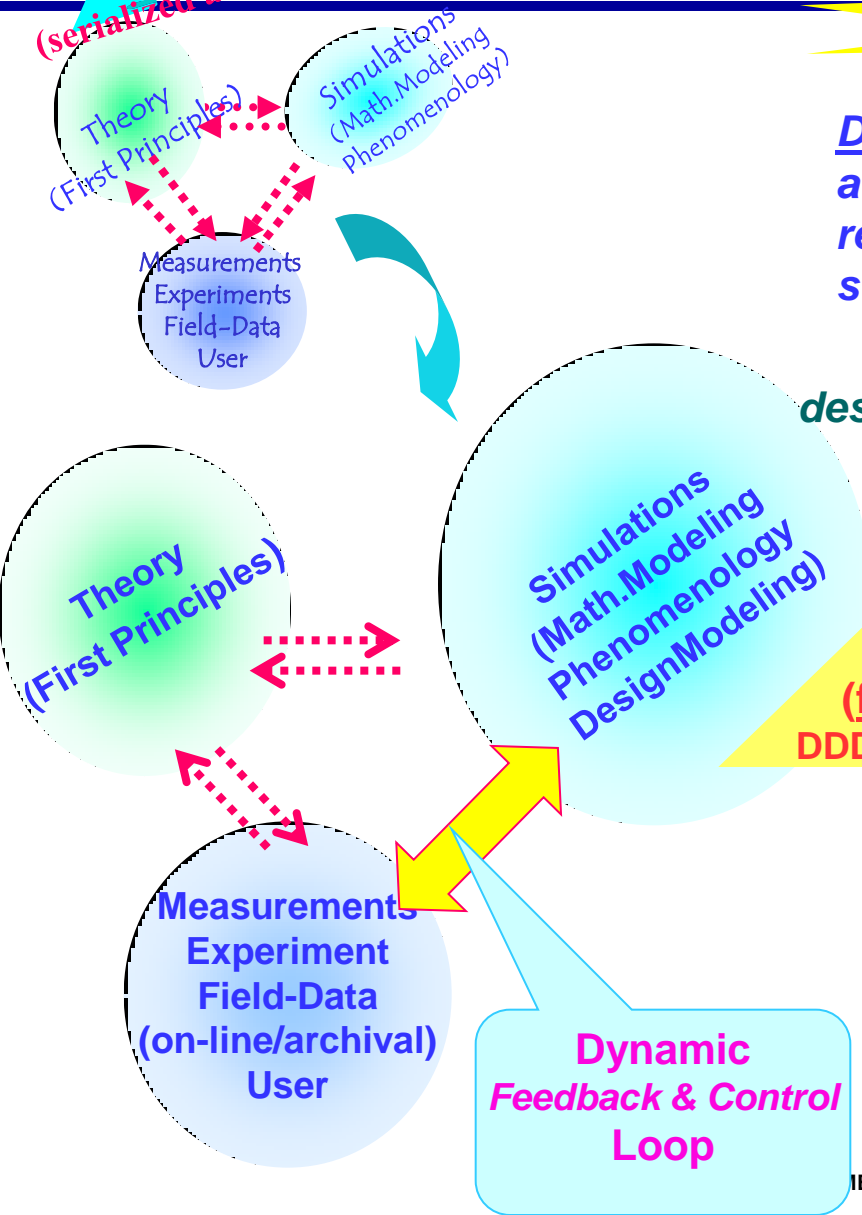 (serialized
Theory
(First Principles)
Simulations
(Math.Modeling
Phenomenology)
Measurements
Experiments
Field-Data
User
des
Theory
(First Principles)
Simulations
(Math.Modeling
Phenomenology
DesignModeling)
DDD
Measurements
Experiment
Field-Data
(on-line/archival)
User
Dynamic
Feedback & Control
Loop